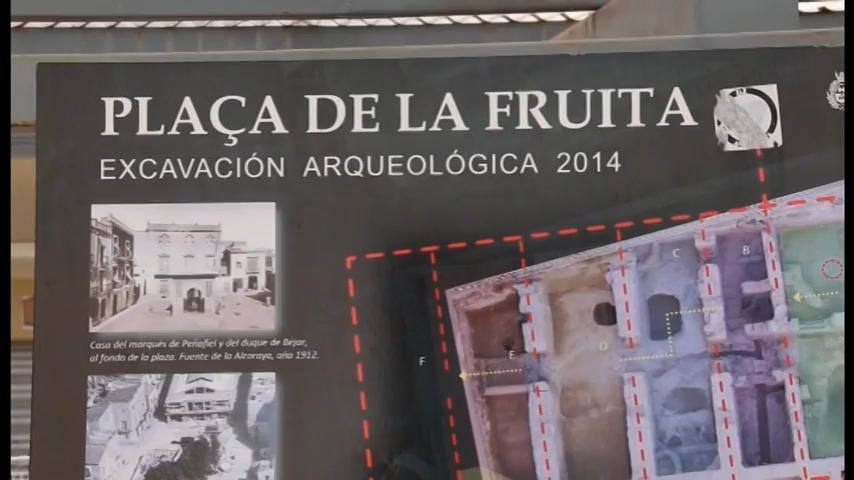 PLAÇA DE LA FRUITA
EXCAVACIÓN ARQUEOLÓGICA 2014
Casa del marqués de Peñafiel y del duque de Béjar,
al fondo de la plaza. Fuente de la Alcoraya, año 1912.
C
B
D
E
F